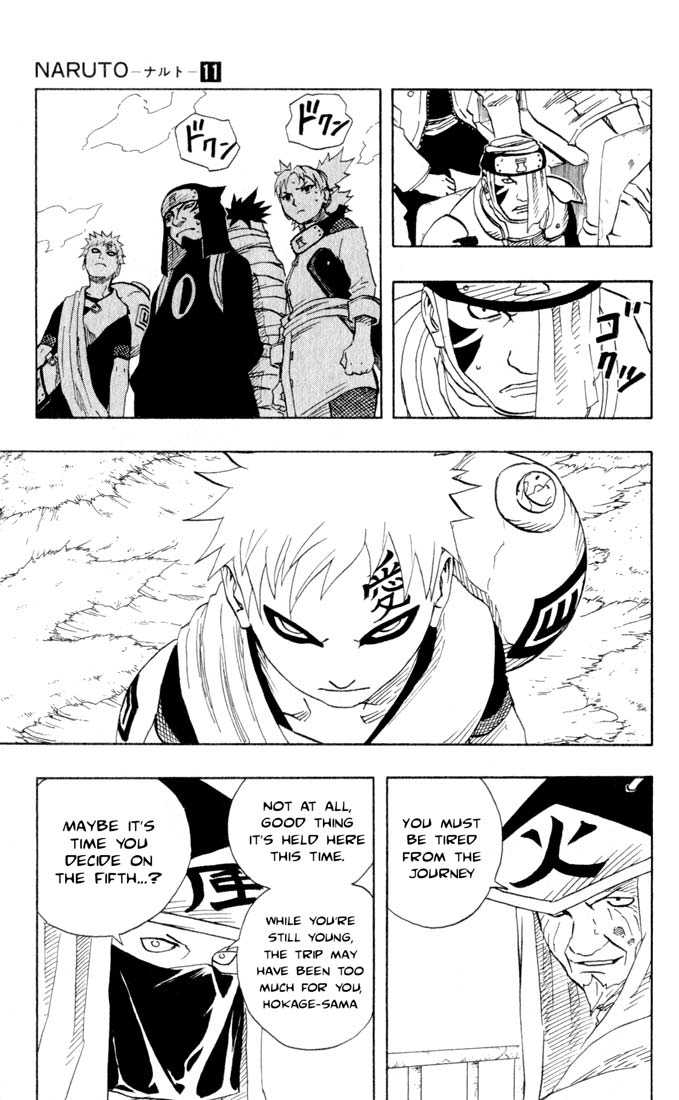 NARUTO ーナルトー 11
ドクン
ドクン
ゴクッ
愛
YOU MUST
BE TIRED
FROM THE
JOURNEY
火
NOT AT ALL,
GOOD THING
IT'S HELD HERE
THIS TIME.
WHILE YOU'RE
STILL YOUNG,
THE TRIP MAY
HAVE BEEN TOO
MUCH FOR YOU,
HOKAGE-SAMA
MAYBE IT'S
TIME YOU
DECIDE ON
THE FIFTH...?